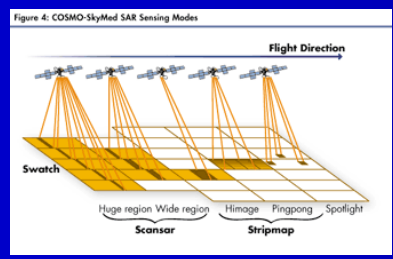 Figure 4: COSMO-SkyMed SAR Sensing Modes
Flight Direction
Swatch
Huge region Wide region Himage Pingpong Spotlight
Scansar Stripmap